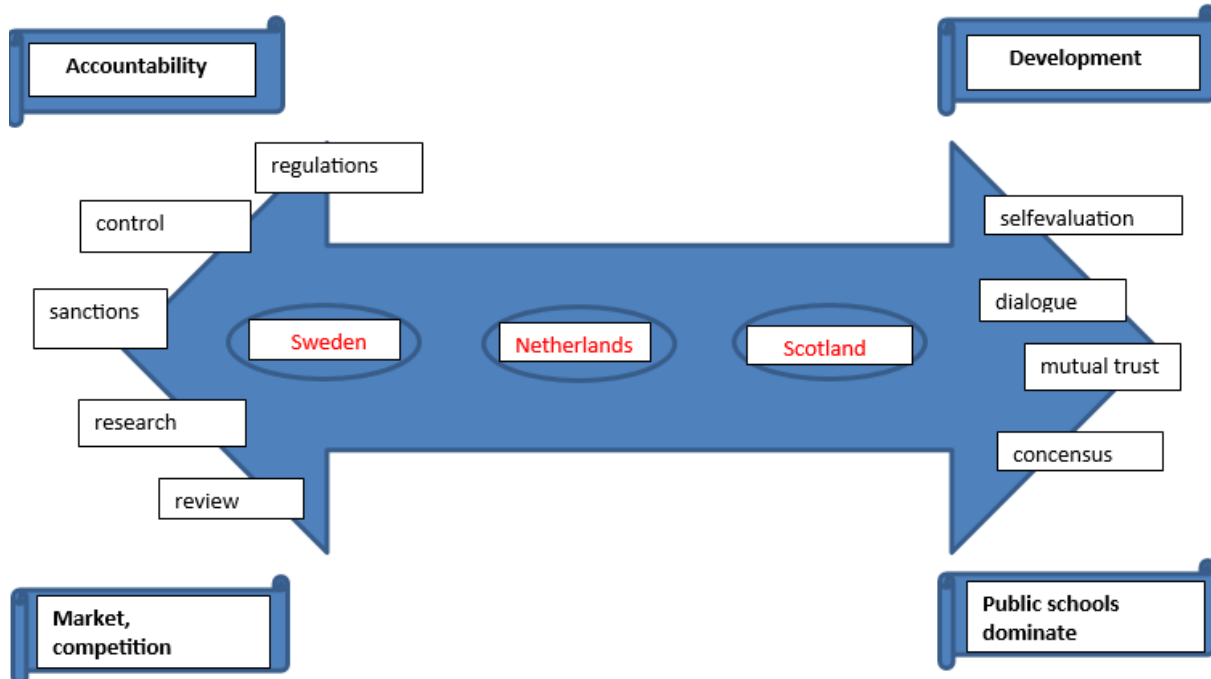 Accountability
Development
regulations
control
selfevaluation
sanctions
dialogue
Sweden
Netherlands
Scotland
mutual trust
research
concensus
review
Market,
competition
Public schools
dominate